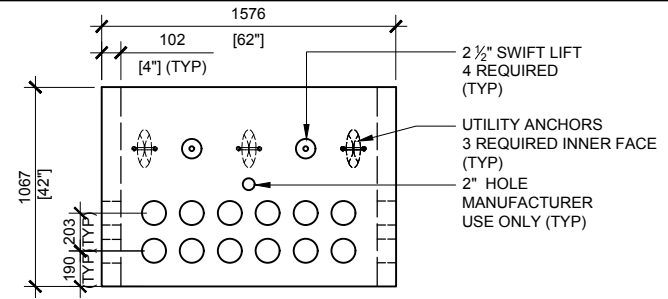 1576
[62"]
102
[4"] (TYP)
2 ½" SWIFT LIFT
4 REQUIRED
(TYP)
UTILITY ANCHORS
3 REQUIRED INNER FACE
(TYP)
2" HOLE
MANUFACTURER
USE ONLY (TYP)
1067
[42"]
203
(TYP)
190
(TYP)